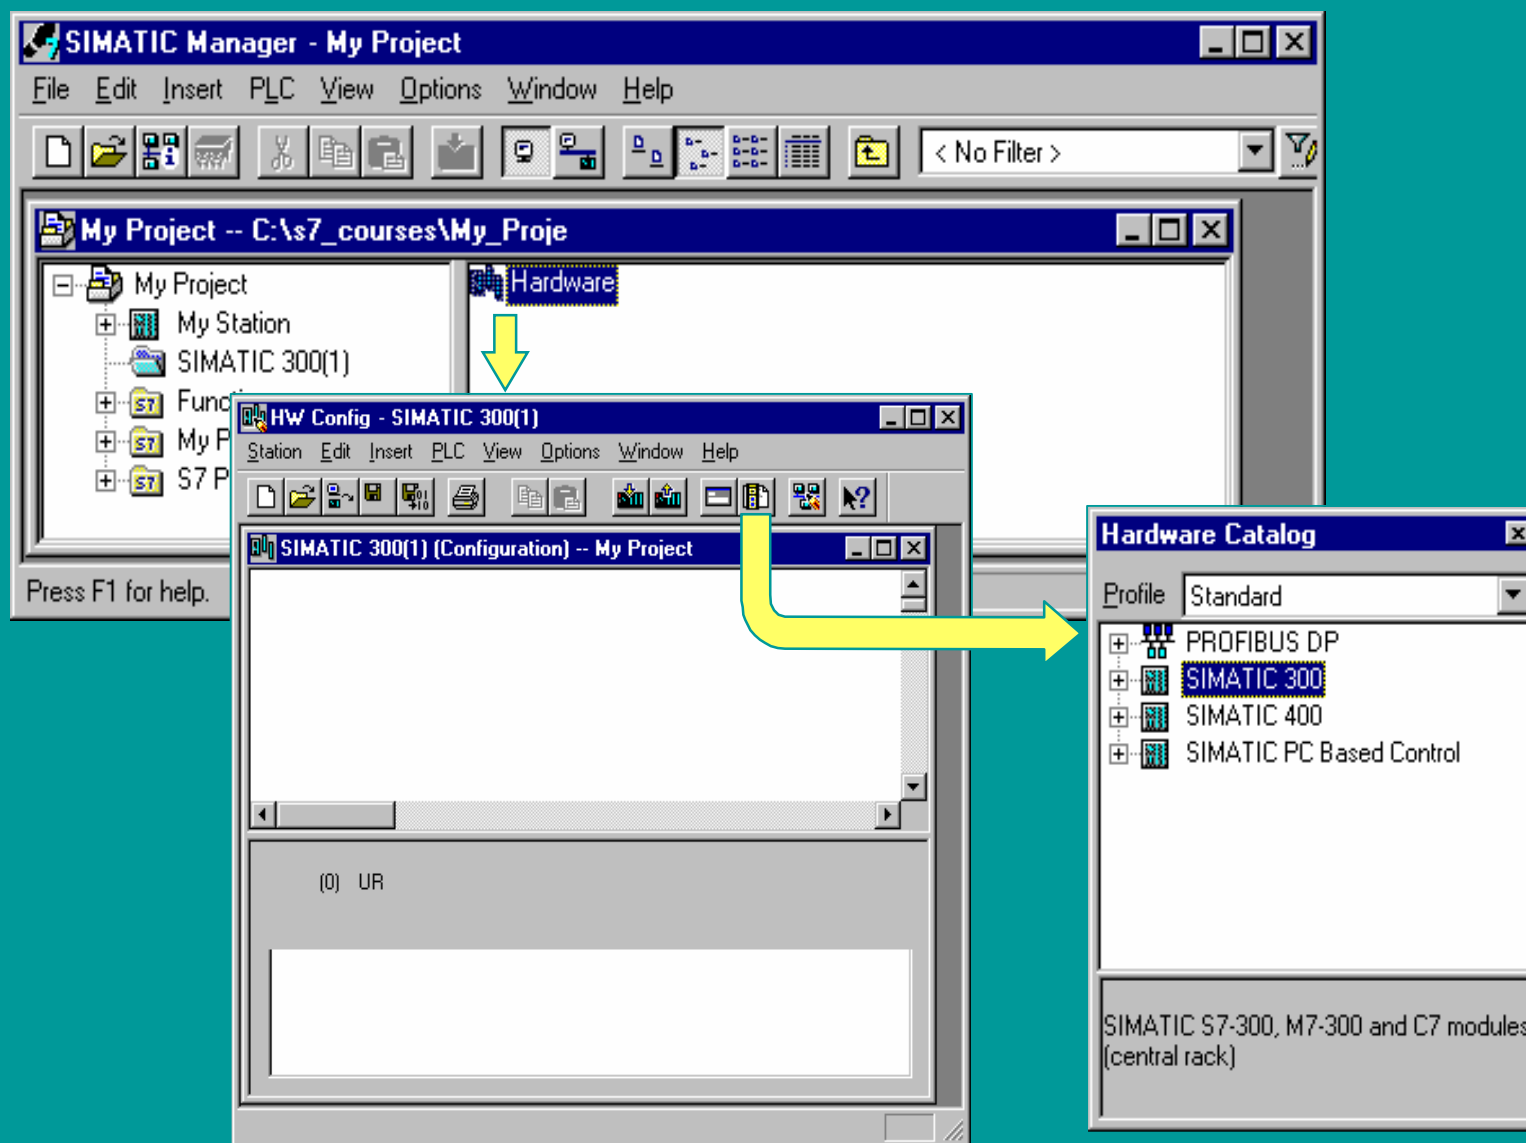 SIMATIC Manager - My Project
File Edit Insert PLC View Options Window Help
< No Filter >
My Project -- C:\s7_courses\My_Proje
My Project
My Station
SIMATIC 300(1)
Func
My P
S7 P
Hardware
Press F1 for help.
HW Config - SIMATIC 300(1)
Station Edit Insert PLC View Options Window Help
SIMATIC 300(1) (Configuration) -- My Project
(0) UR
Hardware Catalog
Profile Standard
PROFIBUS DP
SIMATIC 300
SIMATIC 400
SIMATIC PC Based Control
SIMATIC S7-300, M7-300 and C7 modules
(central rack)